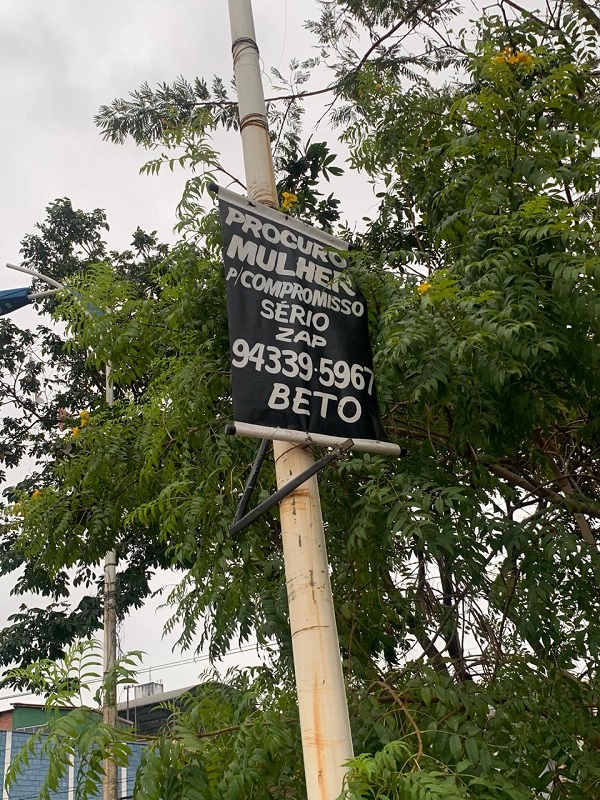 PROCURO
MULHER
P/COMPROMISSO
SÉRIO
ZAP
94339-5967
BETO